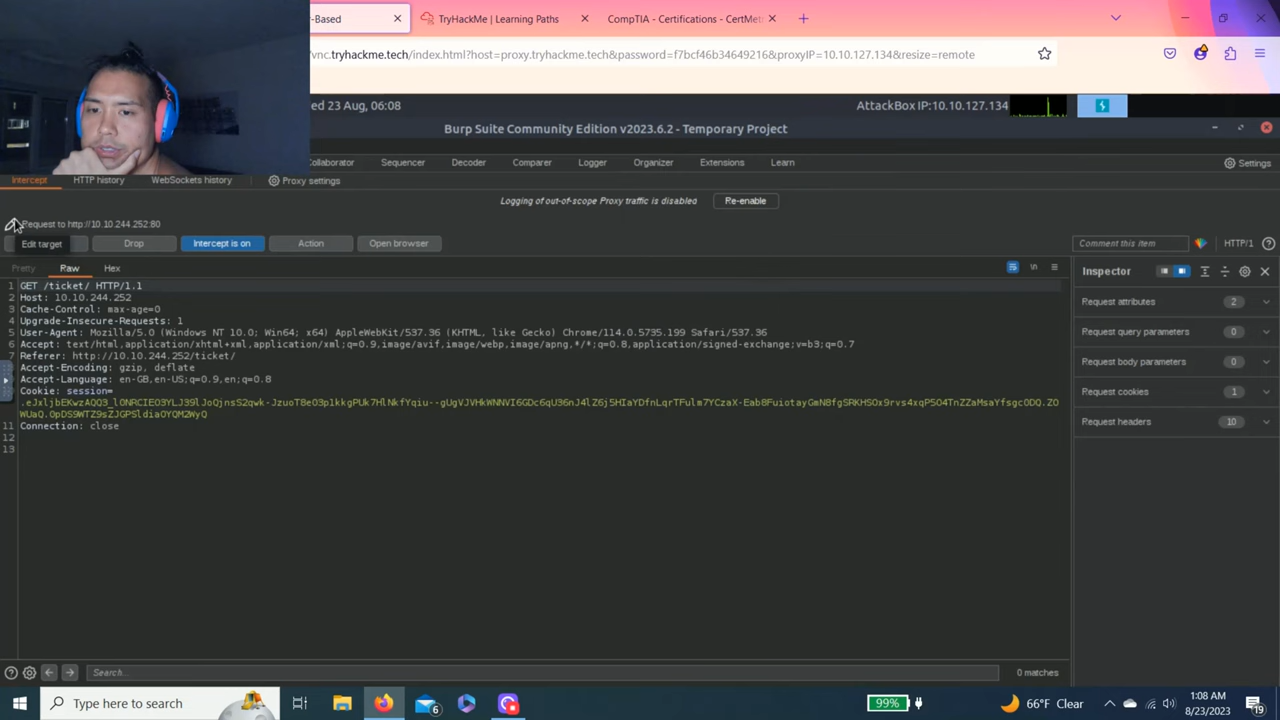 -Based
TryHackMe | Learning Paths
CompTIA - Certifications - CertMet
vnc.tryhackme.tech/index.html?host=proxy.tryhackme.tech&password=f7bcf46b34649216&proxyIP=10.10.127.134&resize=remote
ed 23 Aug, 06:08
AttackBox IP:10.10.127.134
Burp Suite Community Edition v2023.6.2 - Temporary Project
Collaborator Sequencer Decoder Comparer Logger Organizer Extensions Learn
Settings
Intercept HTTP history WebSockets history Proxy settings
Logging of out-of-scope Proxy traffic is disabled Re-enable
Request to http://10.10.244.252:80
Edit target
Drop Intercept is on Action Open browser
Comment this item HTTP/1
Pretty Raw Hex
Inspector
1 GET /ticket/ HTTP/1.1
2 Host: 10.10.244.252
3 Cache-Control: max-age=0
4 Upgrade-Insecure-Requests: 1
5 User-Agent: Mozilla/5.0 (Windows NT 10.0; Win64; x64) AppleWebKit/537.36 (KHTML, like Gecko) Chrome/114.0.5735.199 Safari/537.36
6 Accept: text/html,application/xhtml+xml,application/xml;q=0.9,image/avif,image/webp,image/apng,*/*;q=0.8,application/signed-exchange;v=b3;q=0.7
7 Referer: http://10.10.244.252/ticket/
Accept-Encoding: gzip, deflate
Accept-Language: en-GB,en-US;q=0.9,en;q=0.8
Cookie: session=
11 Connection: close
12
13
Request attributes 2
Request query parameters 0
Request body parameters 0
Request cookies 1
Request headers 10
Search...
0 matches
Type here to search
6
99%
66°F Clear
1:08 AM
8/23/2023
19